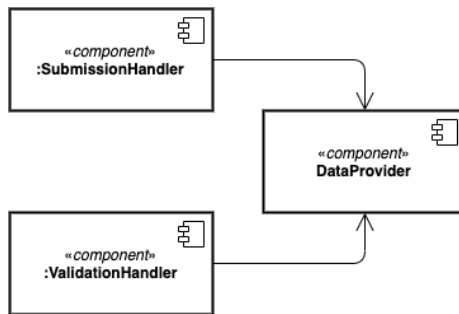 «component»
:SubmissionHandler
«component»
DataProvider
«component»
:ValidationHandler